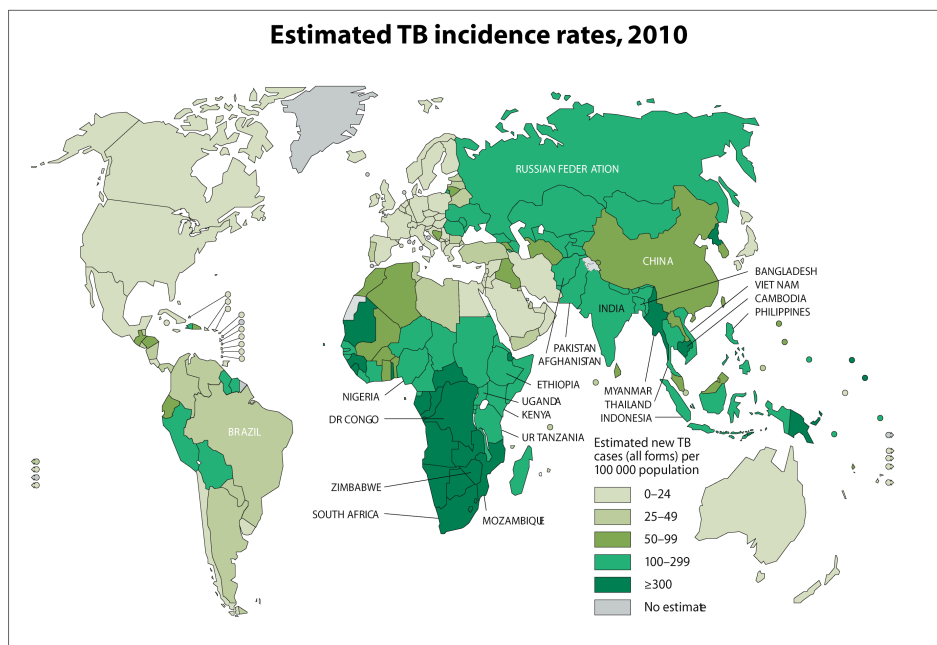 Estimated TB incidence rates, 2010
RUSSIAN FEDER ATION
CHINA
BANGLADESH
VIET NAM
CAMBODIA
PHILIPPINES
INDIA
PAKISTAN
AFGHANISTAN
NIGERIA
ETHIOPIA
MYANMAR
UGANDA
THAILAND
DR CONGO
KENYA
INDONESIA
BRAZIL
UR TANZANIA
ZIMBABWE
SOUTH AFRICA
MOZAMBIQUE
Estimated new TB
cases (all forms) per
100 000 population
0–24
25–49
50–99
100–299
≥300
No estimate